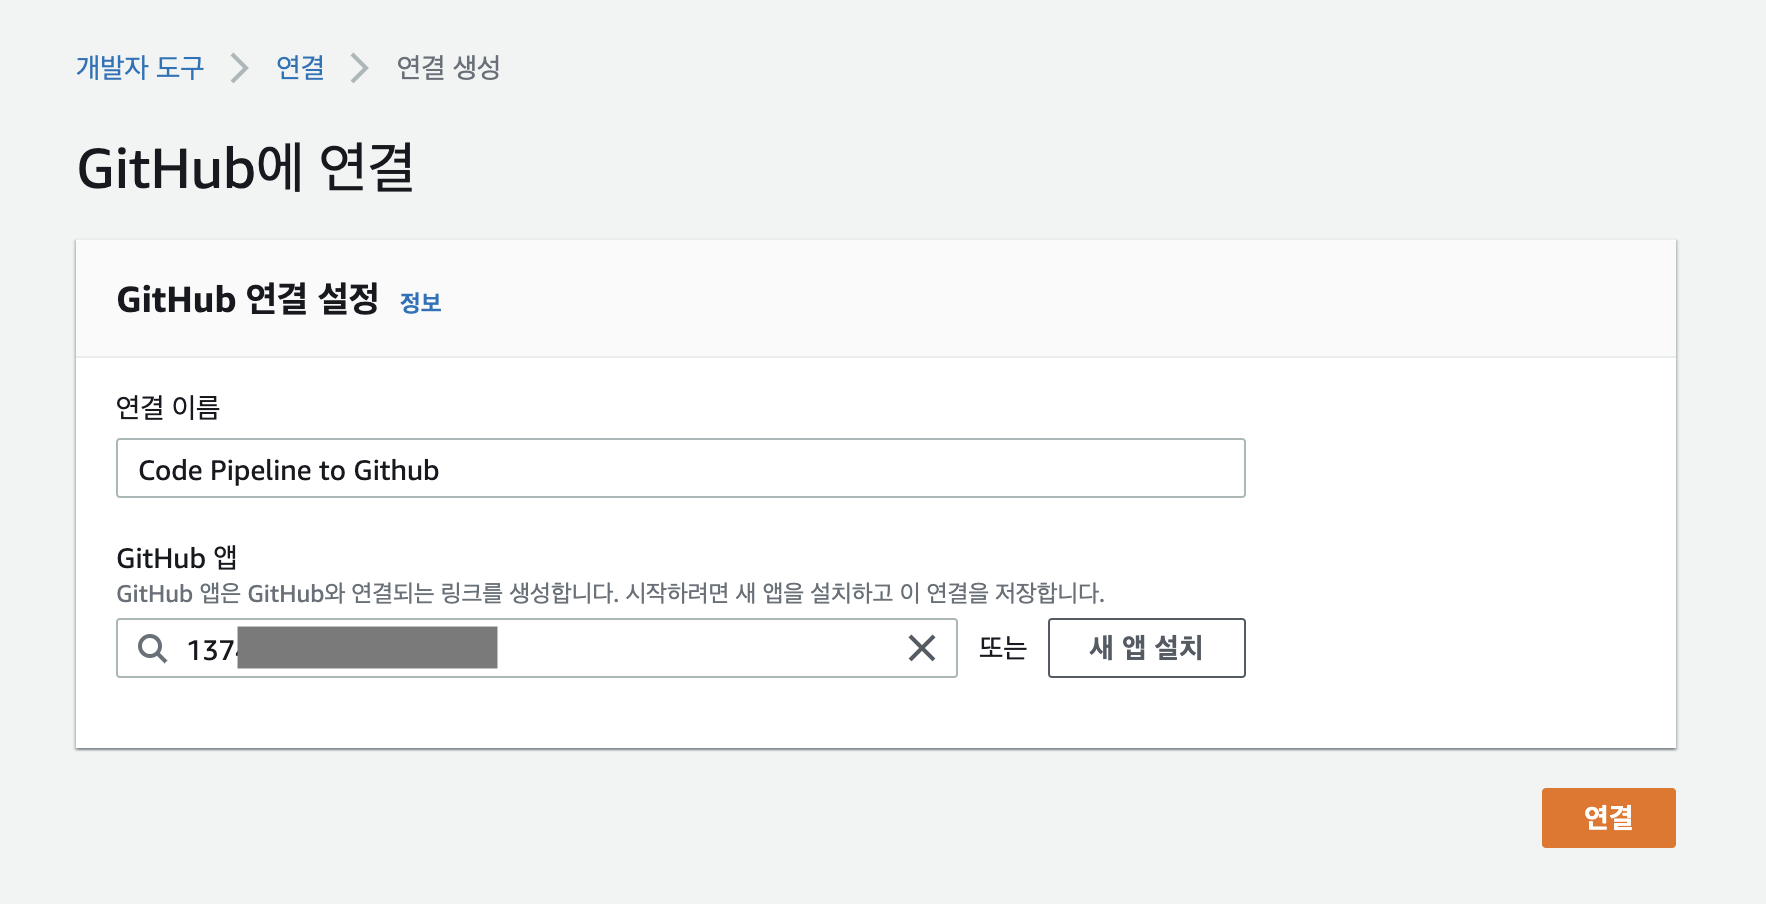 개발자 도구 > 연결 > 연결 생성
GitHub에 연결
GitHub 연결 설정 정보
연결 이름
Code Pipeline to Github
GitHub 앱
GitHub 앱은 GitHub와 연결되는 링크를 생성합니다. 시작하려면 새 앱을 설치하고 이 연결을 저장합니다.
137 또는 새 앱 설치
연결